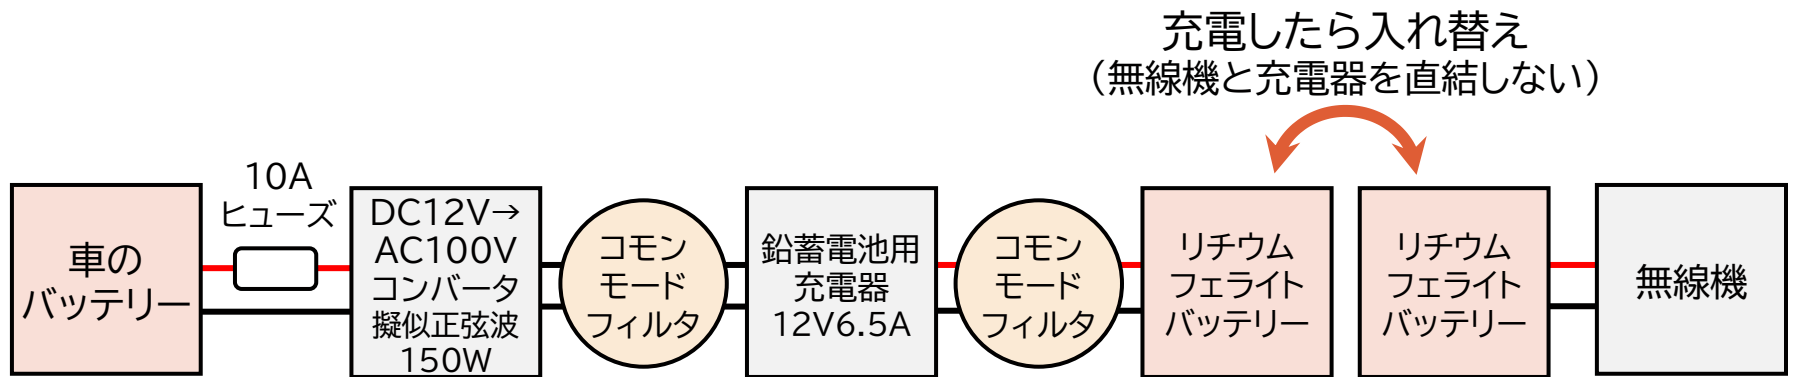 充電したら入れ替え
（無線機と充電器を直結しない）
10A
ヒューズ
車の
バッテリー
DC12V→
AC100V
コンバータ
擬似正弦波
150W
コモン
モード
フィルタ
鉛蓄電池用
充電器
12V6.5A
コモン
モード
フィルタ
リチウム
フェライト
バッテリー
リチウム
フェライト
バッテリー
無線機